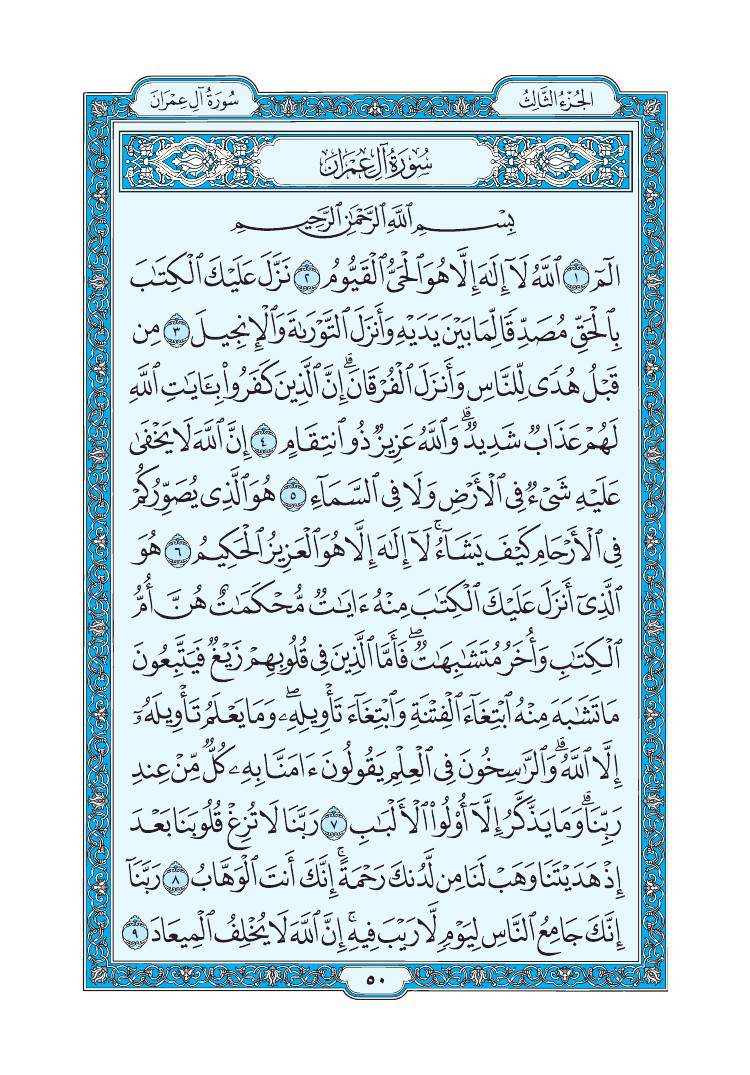 الجُزْءُ الثَّالِثُ
سُورَةُ آلِ عِمْرَانَ
سُورَةُ آلِ عِمْرَانَ
بِسْمِ اللَّهِ الرَّحْمَٰنِ الرَّحِيمِ
الٓمٓ ١ ٱللَّهُ لَآ إِلَٰهَ إِلَّا هُوَ ٱلْحَىُّ ٱلْقَيُّومُ ٢ نَزَّلَ عَلَيْكَ ٱلْكِتَٰبَ
بِٱلْحَقِّ مُصَدِّقًا لِّمَا بَيْنَ يَدَيْهِ وَأَنزَلَ ٱلتَّوْرَىٰةَ وَٱلْإِنجِيلَ ٣ مِن
قَبْلُ هُدًى لِّلنَّاسِ وَأَنزَلَ ٱلْفُرْقَانَۗ إِنَّ ٱلَّذِينَ كَفَرُوا۟ بِـَٔايَٰتِ ٱللَّهِ
لَهُمْ عَذَابٌ شَدِيدٌۗ وَٱللَّهُ عَزِيزٌ ذُو ٱنتِقَامٍ ٤ إِنَّ ٱللَّهَ لَا يَخْفَىٰ
عَلَيْهِ شَىْءٌ فِى ٱلْأَرْضِ وَلَا فِى ٱلسَّمَآءِ ٥ هُوَ ٱلَّذِى يُصَوِّرُكُمْ
فِى ٱلْأَرْحَامِ كَيْفَ يَشَآءُۚ لَآ إِلَٰهَ إِلَّا هُوَ ٱلْعَزِيزُ ٱلْحَكِيمُ ٦ هُوَ
ٱلَّذِىٓ أَنزَلَ عَلَيْكَ ٱلْكِتَٰبَ مِنْهُ ءَايَٰتٌ مُّحْكَمَٰتٌ هُنَّ أُمُّ
ٱلْكِتَٰبِ وَأُخَرُ مُتَشَٰبِهَٰتٌۖ فَأَمَّا ٱلَّذِينَ فِى قُلُوبِهِمْ زَيْغٌ فَيَتَّبِعُونَ
مَا تَشَٰبَهَ مِنْهُ ٱبْتِغَآءَ ٱلْفِتْنَةِ وَٱبْتِغَآءَ تَأْوِيلِهِۦۖ وَمَا يَعْلَمُ تَأْوِيلَهُۥٓ
إِلَّا ٱللَّهُۗ وَٱلرَّٰسِخُونَ فِى ٱلْعِلْمِ يَقُولُونَ ءَامَنَّا بِهِۦ كُلٌّ مِّنْ عِندِ
رَبِّنَاۗ وَمَا يَذَّكَّرُ إِلَّآ أُو۟لُوا۟ ٱلْأَلْبَٰبِ ٧ رَبَّنَا لَا تُزِغْ قُلُوبَنَا بَعْدَ
إِذْ هَدَيْتَنَا وَهَبْ لَنَا مِن لَّدُنكَ رَحْمَةًۚ إِنَّكَ أَنتَ ٱلْوَهَّابُ ٨ رَبَّنَآ
إِنَّكَ جَامِعُ ٱلنَّاسِ لِيَوْمٍ لَّا رَيْبَ فِيهِۚ إِنَّ ٱللَّهَ لَا يُخْلِفُ ٱلْمِيعَادَ ٩
٥٠